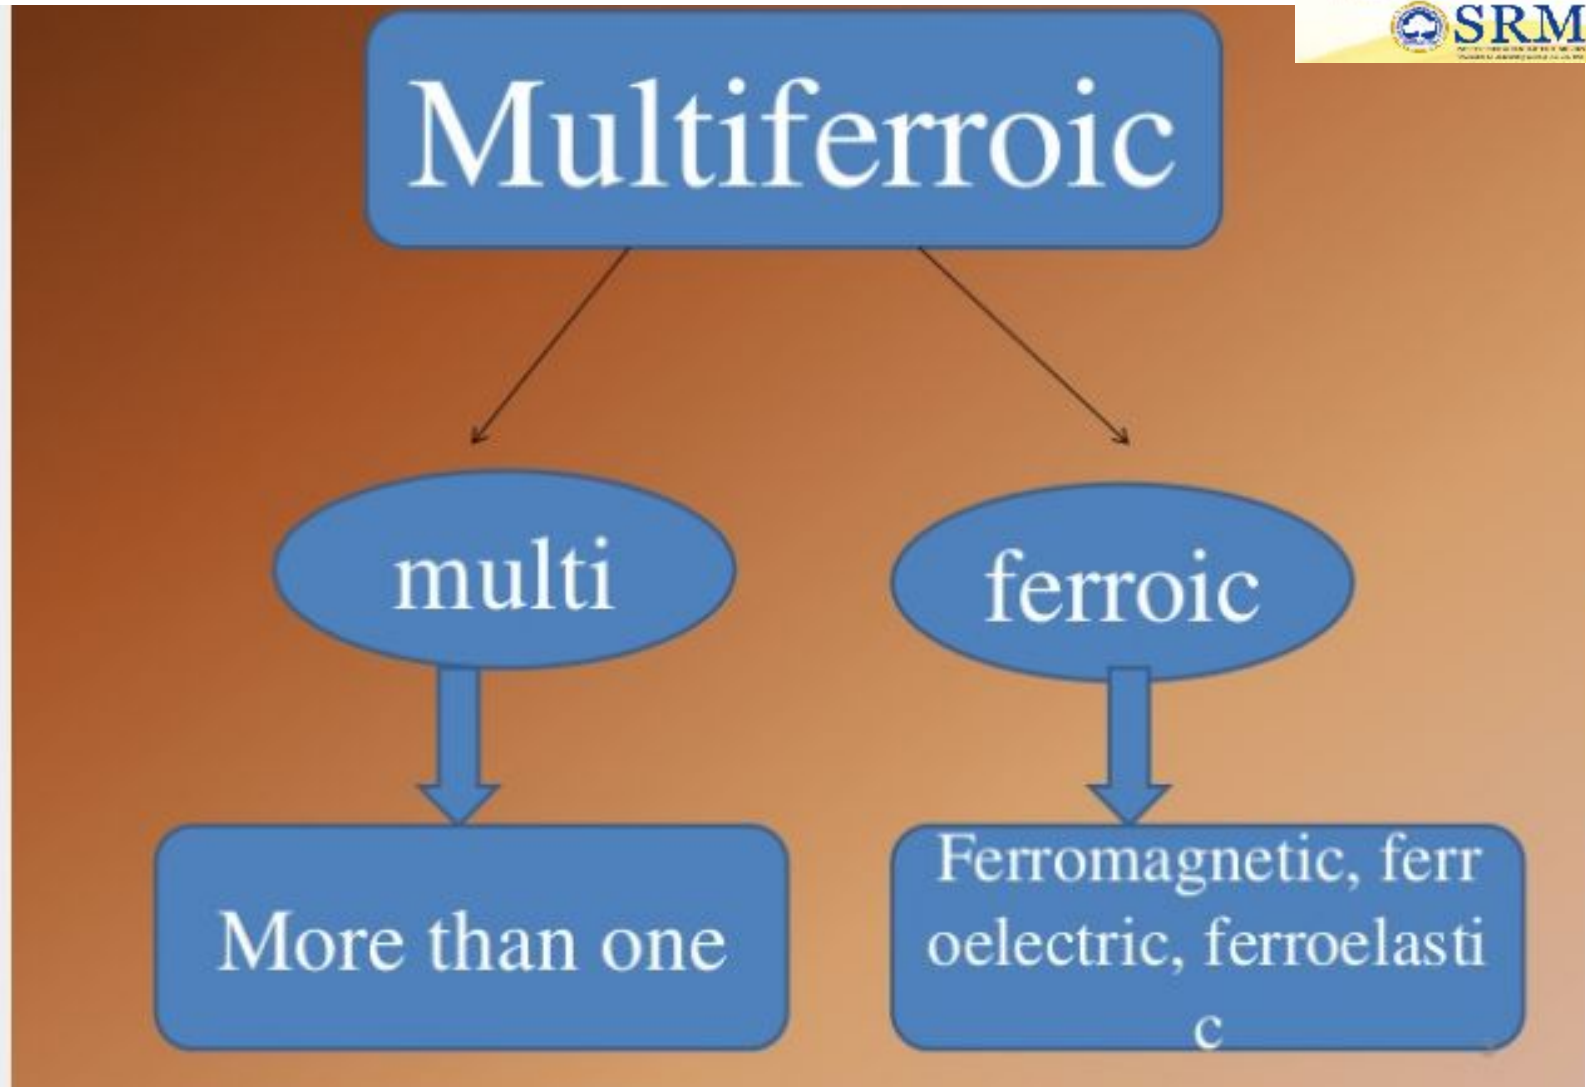 SRM
Multiferroic
multi
ferroic
More than one
Ferromagnetic, ferr
oelectric, ferroelasti
c